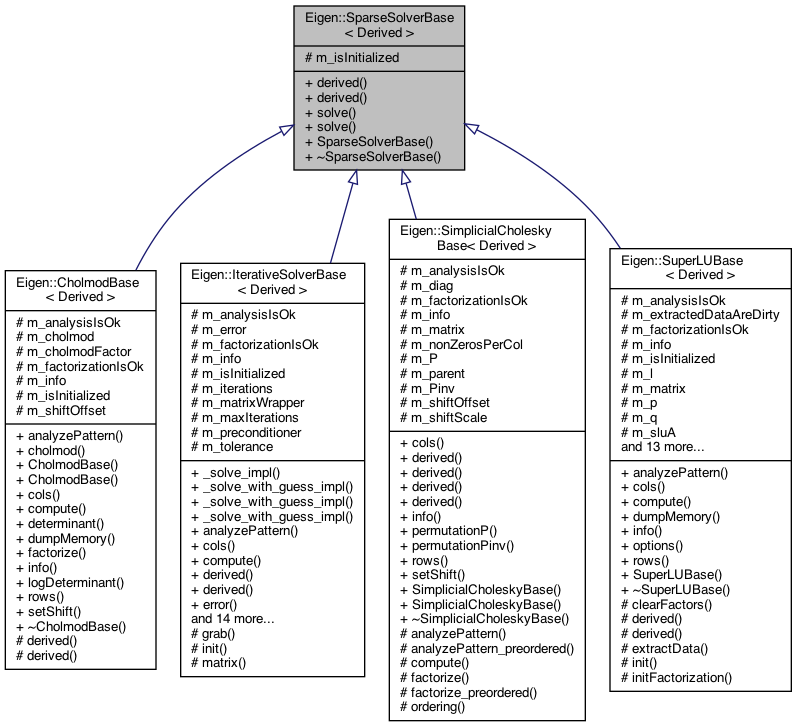 Eigen::SparseSolverBase
< Derived >
# m_isInitialized
+ derived()
+ derived()
+ solve()
+ solve()
+ SparseSolverBase()
+ ~SparseSolverBase()
Eigen::CholmodBase
< Derived >
# m_analysisIsOk
# m_cholmod
# m_cholmodFactor
# m_factorizationIsOk
# m_info
# m_isInitialized
# m_shiftOffset
+ analyzePattern()
+ cholmod()
+ CholmodBase()
+ CholmodBase()
+ cols()
+ compute()
+ determinant()
+ dumpMemory()
+ factorize()
+ info()
+ logDeterminant()
+ rows()
+ setShift()
+ ~CholmodBase()
# derived()
# derived()
Eigen::IterativeSolverBase
< Derived >
# m_analysisIsOk
# m_error
# m_factorizationIsOk
# m_info
# m_isInitialized
# m_iterations
# m_matrixWrapper
# m_maxIterations
# m_preconditioner
# m_tolerance
+ _solve_impl()
+ _solve_with_guess_impl()
+ _solve_with_guess_impl()
+ _solve_with_guess_impl()
+ analyzePattern()
+ cols()
+ compute()
+ derived()
+ derived()
+ error()
and 14 more...
# grab()
# init()
# matrix()
Eigen::SimplicialCholesky
Base< Derived >
# m_analysisIsOk
# m_diag
# m_factorizationIsOk
# m_info
# m_matrix
# m_nonZerosPerCol
# m_P
# m_parent
# m_Pinv
# m_shiftOffset
# m_shiftScale
+ cols()
+ derived()
+ derived()
+ derived()
+ derived()
+ info()
+ permutationP()
+ permutationPinv()
+ rows()
+ setShift()
+ SimplicialCholeskyBase()
+ SimplicialCholeskyBase()
+ ~SimplicialCholeskyBase()
# analyzePattern()
# analyzePattern_preordered()
# compute()
# factorize()
# factorize_preordered()
# ordering()
Eigen::SuperLUBase
< Derived >
# m_analysisIsOk
# m_extractedDataAreDirty
# m_factorizationIsOk
# m_info
# m_isInitialized
# m_l
# m_matrix
# m_p
# m_q
# m_sluA
and 13 more...
+ analyzePattern()
+ cols()
+ compute()
+ dumpMemory()
+ info()
+ options()
+ rows()
+ SuperLUBase()
+ ~SuperLUBase()
# clearFactors()
# derived()
# derived()
# extractData()
# init()
# initFactorization()